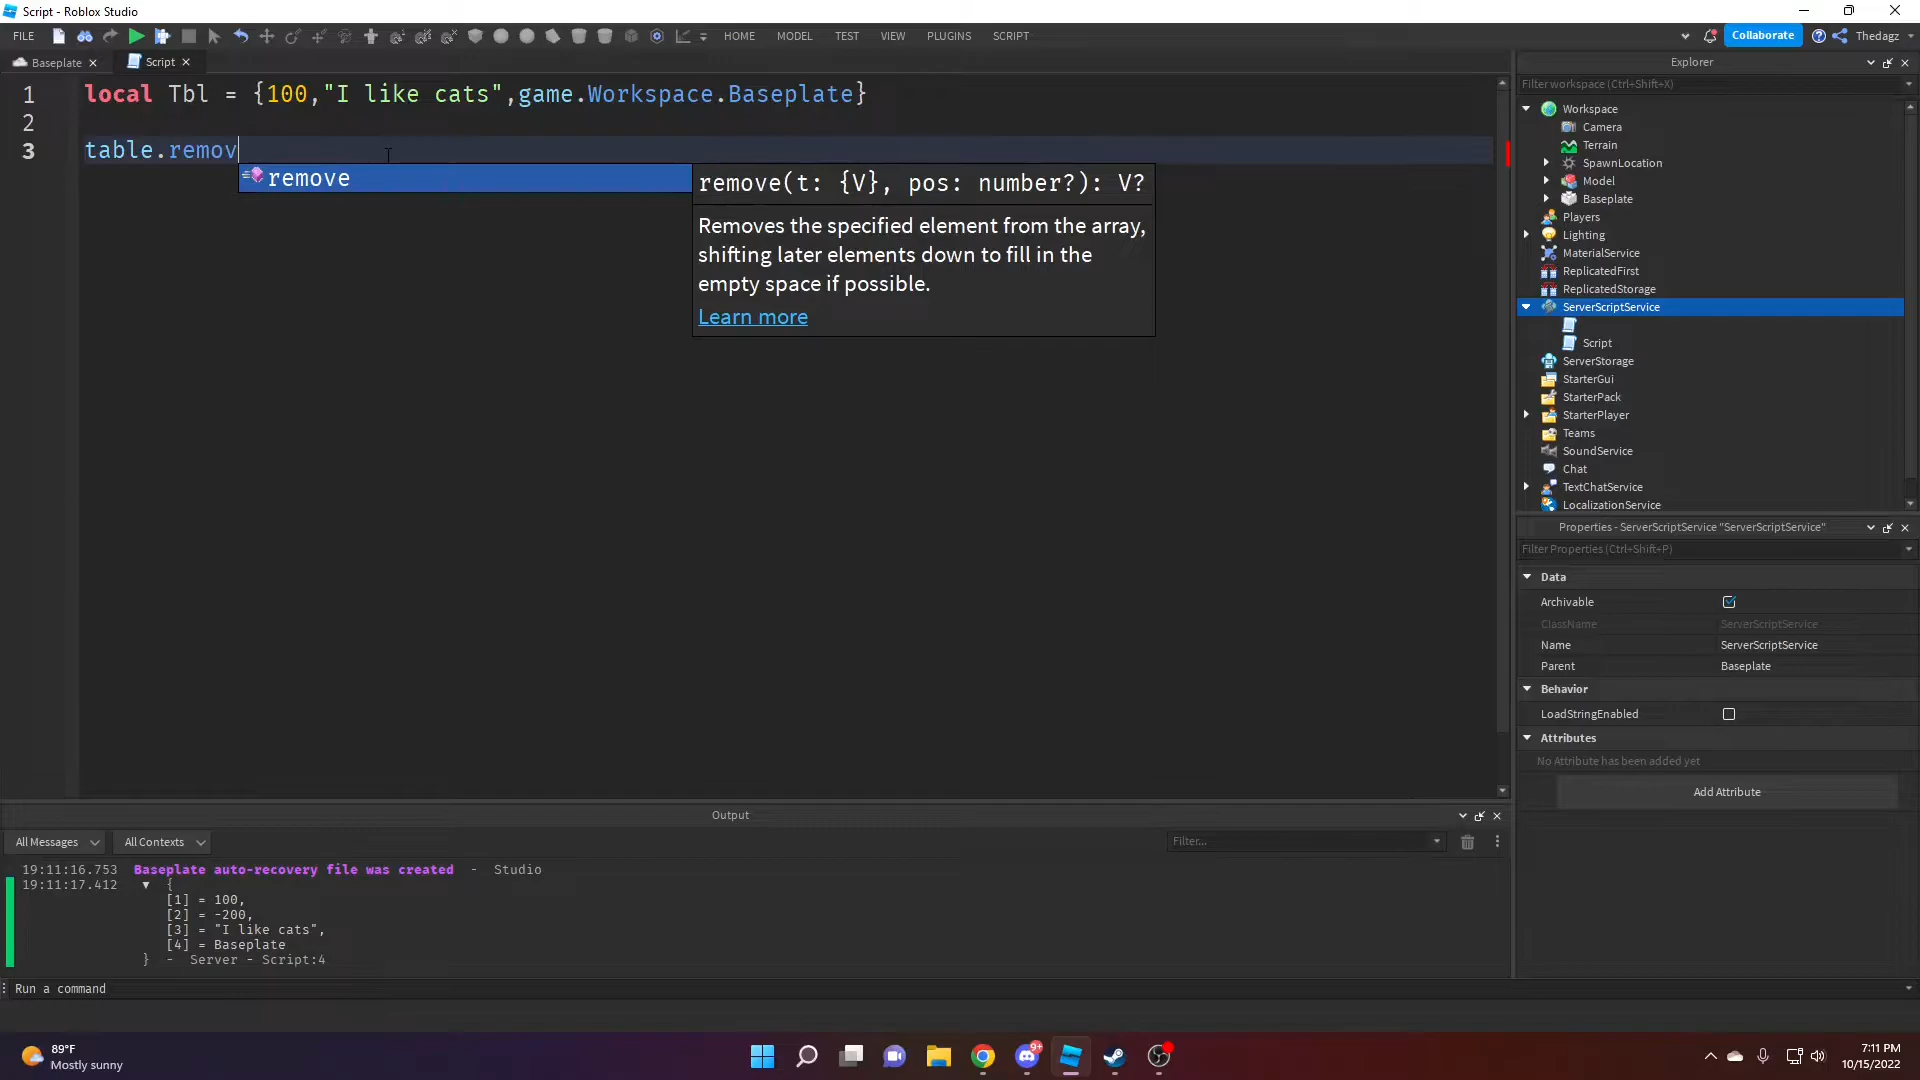 Script - Roblox Studio
FILE HOME MODEL TEST VIEW PLUGINS SCRIPT Collaborate Thedagz
Baseplate Script
1 local Tbl = {100,"I like cats",game.Workspace.Baseplate}
2
3 table.remov
remove
remove(t: {V}, pos: number?): V?
Removes the specified element from the array,
shifting later elements down to fill in the
empty space if possible.
Learn more
Explorer
Filter workspace (Ctrl+Shift+X)
Workspace
Camera
Terrain
SpawnLocation
Model
Baseplate
Players
Lighting
MaterialService
ReplicatedFirst
ReplicatedStorage
ServerScriptService
Script
ServerStorage
StarterGui
StarterPack
StarterPlayer
Teams
SoundService
Chat
TextChatService
LocalizationService
Properties - ServerScriptService "ServerScriptService"
Filter Properties (Ctrl+Shift+P)
Data
Archivable
ClassName ServerScriptService
Name ServerScriptService
Parent Baseplate
Behavior
LoadStringEnabled
Attributes
No Attribute has been added yet
Add Attribute
Output
All Messages All Contexts Filter...
19:11:16.753 Baseplate auto-recovery file was created - Studio
19:11:17.412 ▼ {
[1] = 100,
[2] = -200,
[3] = "I like cats",
[4] = Baseplate
} - Server - Script:4
Run a command
89°F
Mostly sunny
9+
7:11 PM
10/15/2022